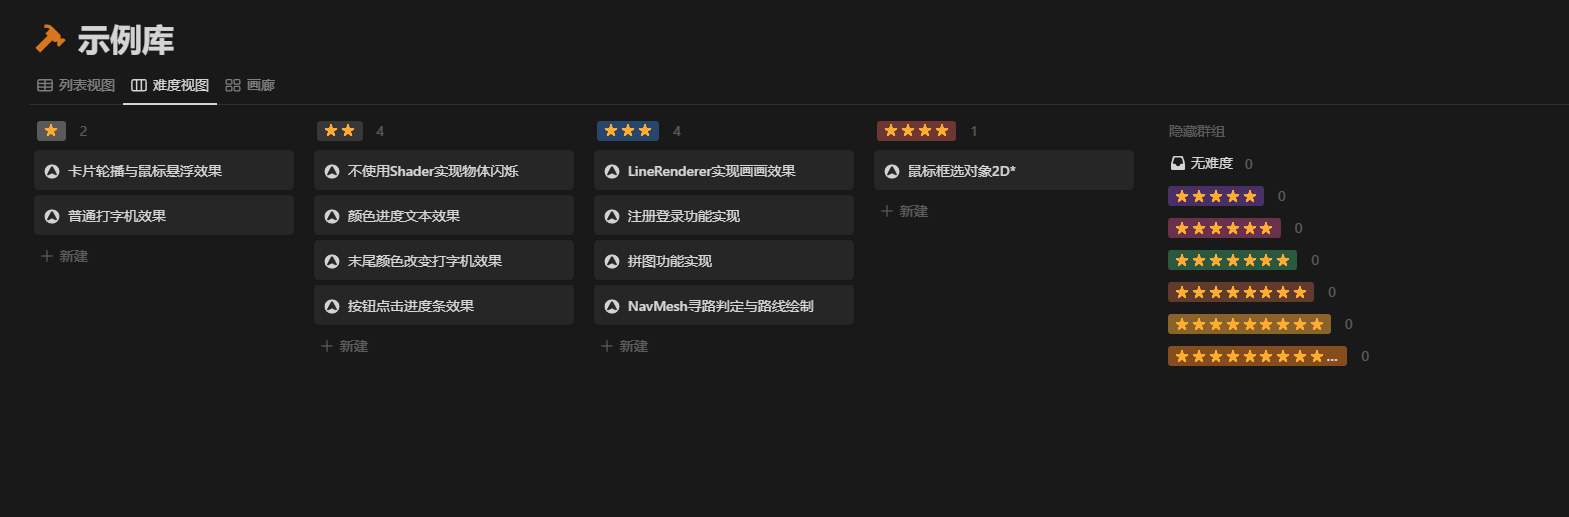 示例库
列表视图 难度视图 画廊
2
卡片轮播与鼠标悬浮效果
普通打字机效果
新建
4
不使用Shader实现物体闪烁
颜色进度文本效果
末尾颜色改变打字机效果
按钮点击进度条效果
新建
4
LineRenderer实现画画效果
注册登录功能实现
拼图功能实现
NavMesh寻路判定与路线绘制
新建
1
鼠标框选对象2D*
新建
隐藏群组
无难度 0
0
0
0
0
0
... 0